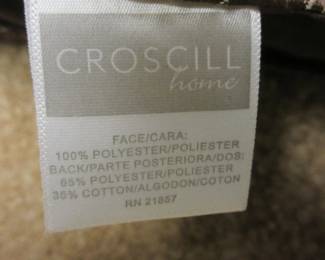 CROSCILL
home
FACE/CARA:
100% POLYESTER/POLIESTER
BACK/PARTE POSTERIORA/DOS:
65% POLYESTER/POLIESTER
35% COTTON/ALGODON/COTON
RN 21857